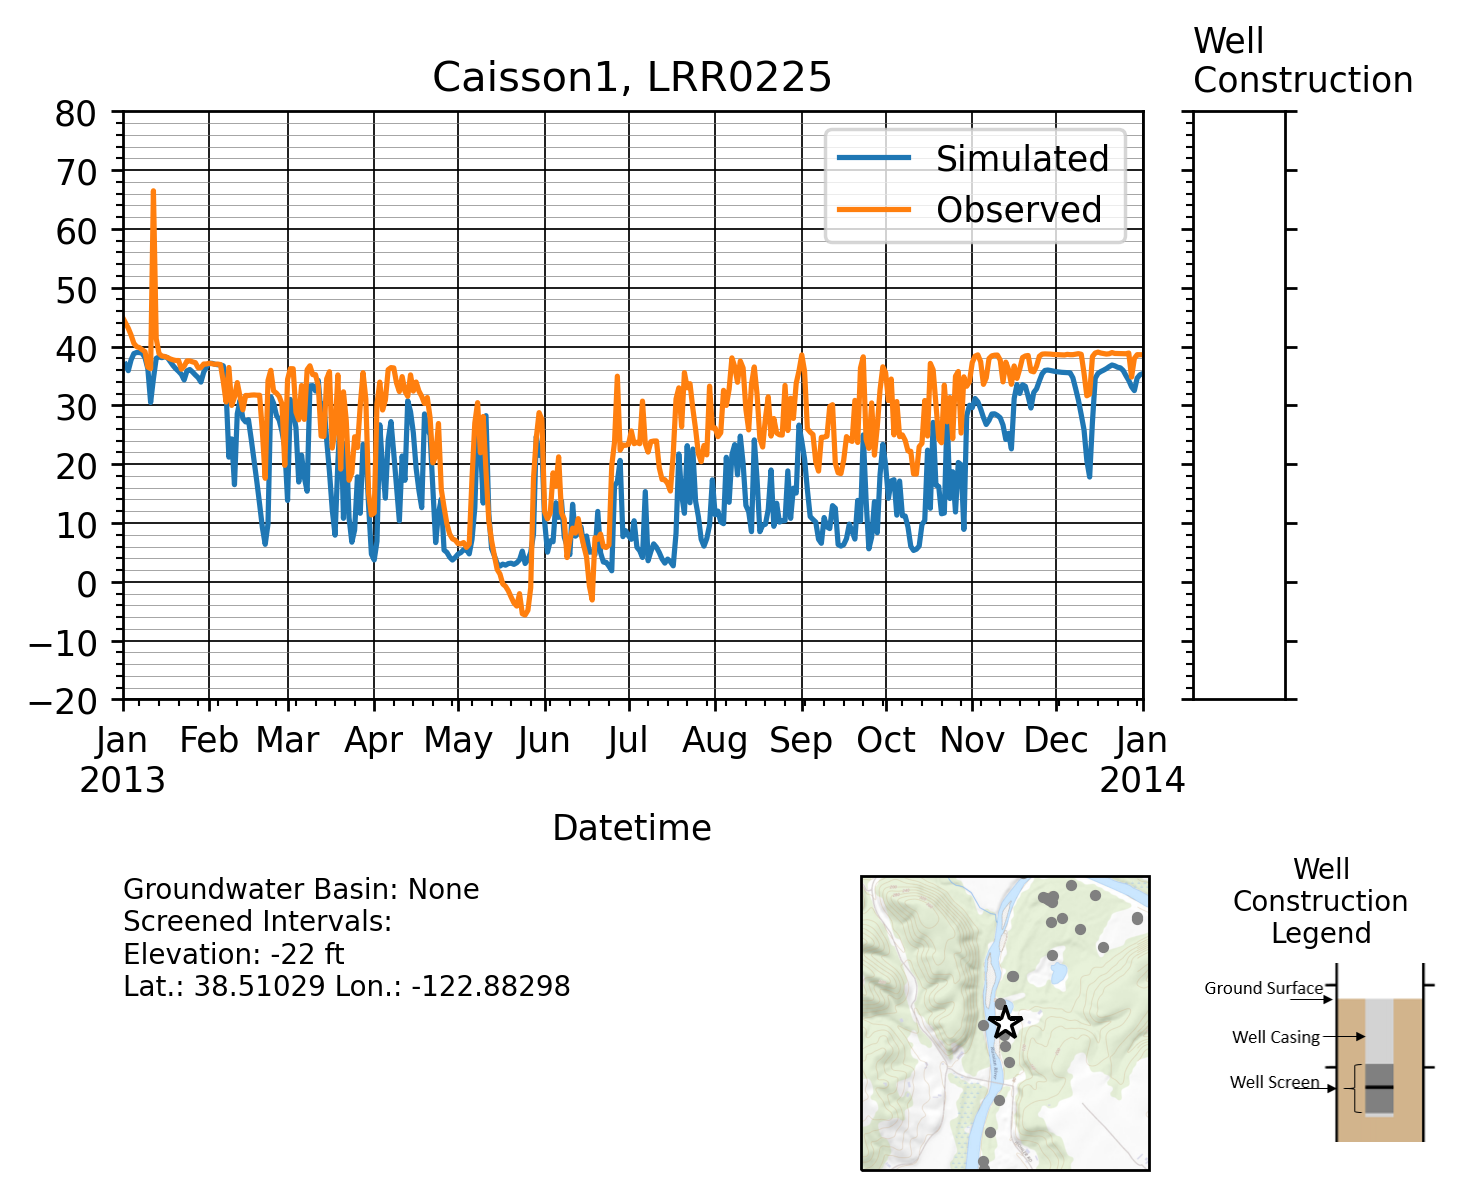 Well
Construction
Caisson1, LRR0225
80
70
60
50
40
30
20
10
0
−10
−20
Simulated
Observed
Jan Feb Mar Apr May Jun Jul Aug Sep Oct Nov Dec Jan
2013 2014
Datetime
Groundwater Basin: None
Screened Intervals:
Elevation: -22 ft
Lat.: 38.51029 Lon.: -122.88298
Well
Construction
Legend
Ground Surface
Well Casing
Well Screen